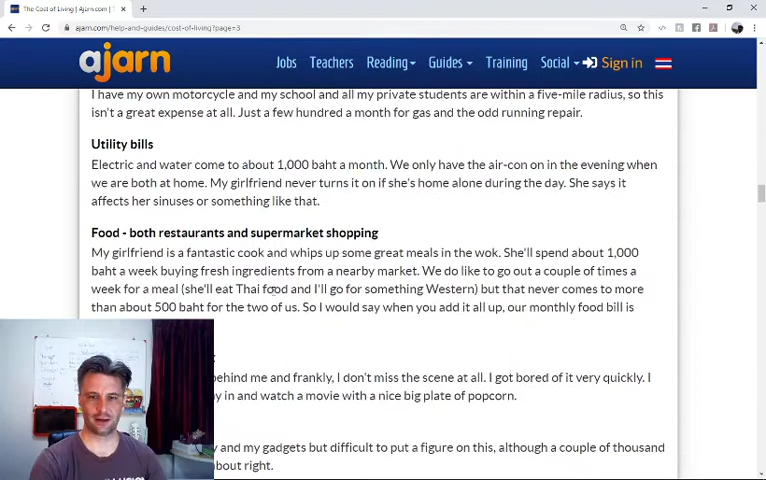 The Cost of Living | Ajarn.com | T
ajarn.com/help-and-guides/cost-of-living?page=3
ajarn
Jobs Teachers Reading Guides Training Social Sign in
I have my own motorcycle and my school and all my private students are within a five-mile radius, so this
isn't a great expense at all. Just a few hundred a month for gas and the odd running repair.
Utility bills
Electric and water come to about 1,000 baht a month. We only have the air-con on in the evening when
we are both at home. My girlfriend never turns it on if she's home alone during the day. She says it
affects her sinuses or something like that.
Food - both restaurants and supermarket shopping
My girlfriend is a fantastic cook and whips up some great meals in the wok. She'll spend about 1,000
baht a week buying fresh ingredients from a nearby market. We do like to go out a couple of times a
week for a meal (she'll eat Thai food and I'll go for something Western) but that never comes to more
than about 500 baht for the two of us. So I would say when you add it all up, our monthly food bill is
behind me and frankly, I don't miss the scene at all. I got bored of it very quickly. I
in and watch a movie with a nice big plate of popcorn.
and my gadgets but difficult to put a figure on this, although a couple of thousand
about right.